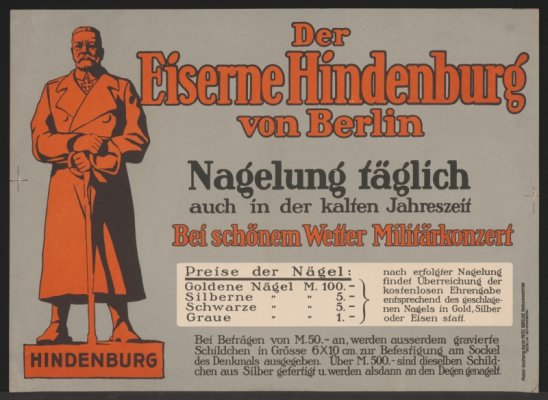 Der
Eiserne Hindenburg
von Berlin
Nagelung täglich
auch in der kalten Jahreszeit
Bei schönem Wetter Militärkonzert
Preise der Nägel:
Goldene Nägel M. 100.-
Silberne " " 5.-
Schwarze " " 5.-
Graue " " 1.-
nach erfolgter Nagelung
findet Überreichung der
kostenlosen Ehrengabe
entsprechend des geschlage-
nen Nagels in Gold, Silber
oder Eisen statt.
Bei Beträgen von M.50.- an, werden ausserdem gravierte
Schildchen in Grösse 6X10 cm. zur Befestigung am Sockel
des Denkmals ausgegeben. Über M.500.- sind dieselben Schild-
chen aus Silber gefertigt u. werden alsdann an den Degen genagelt.
HINDENBURG